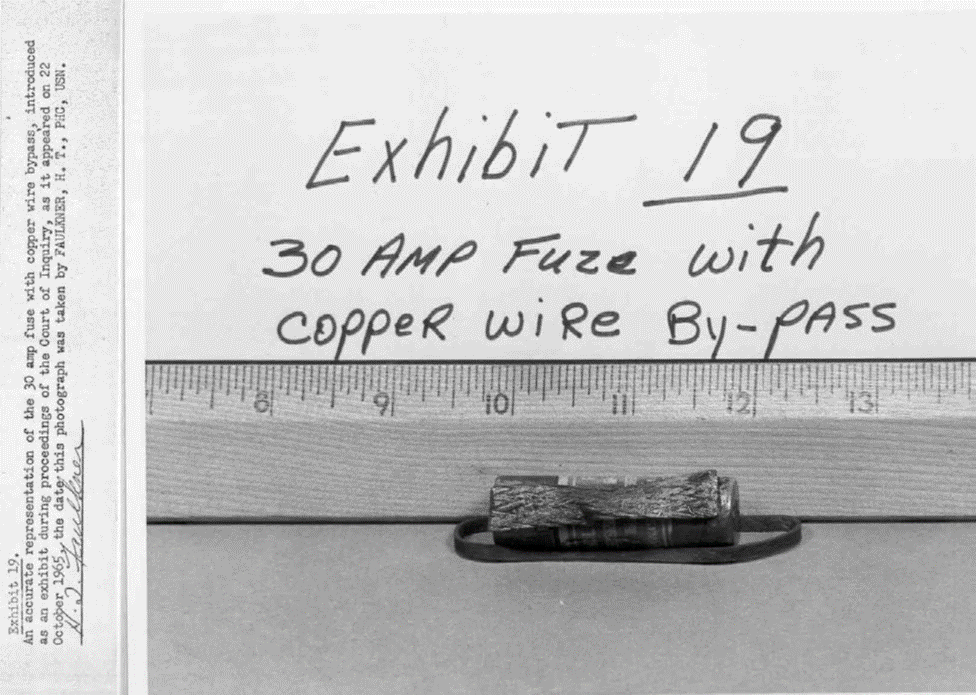 Exhibit 19.
An accurate representation of the 30 amp fuse with copper wire bypass, introduced
as an exhibit during proceedings of the Court of Inquiry, as it appeared on 22
October 1965, the date this photograph was taken by FAULKNER, H. T., PHC, USN.
H. T. Faulkner
ExhibiT 19
30 AMP Fuze with
copper wire By-pASS
8 9 10 11 12 13